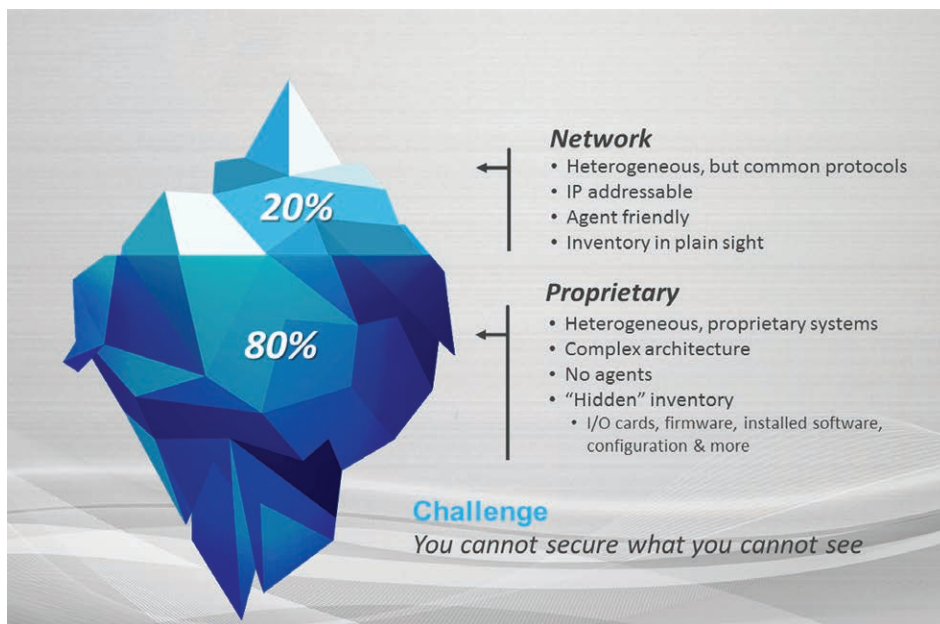 20%
Network
• Heterogeneous, but common protocols
• IP addressable
• Agent friendly
• Inventory in plain sight
80%
Proprietary
• Heterogeneous, proprietary systems
• Complex architecture
• No agents
• “Hidden” inventory
• I/O cards, firmware, installed software,
configuration & more
Challenge
You cannot secure what you cannot see